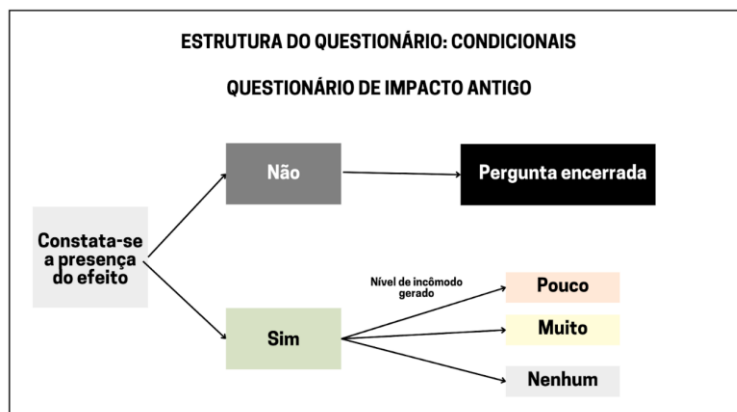 ESTRUTURA DO QUESTIONÁRIO: CONDICIONAIS
QUESTIONÁRIO DE IMPACTO ANTIGO
Não
Pergunta encerrada
Constata-se
a presença
do efeito
Sim
Nível de incômodo
gerado
Pouco
Muito
Nenhum